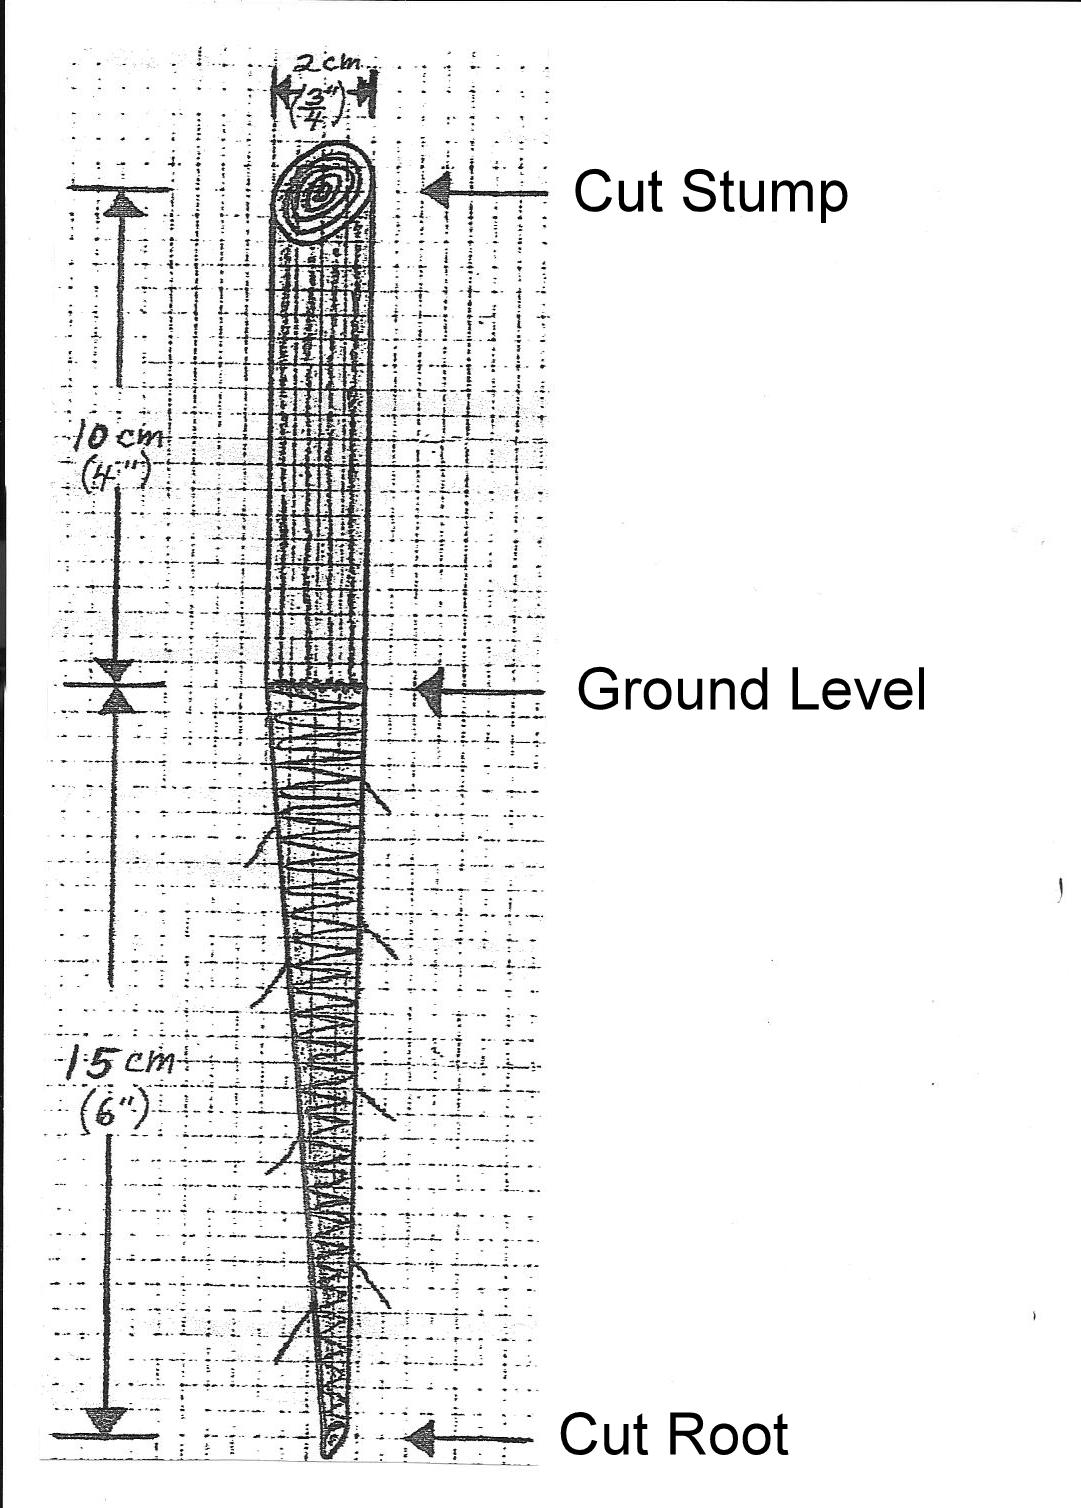 2 cm
(3/4")
Cut Stump
10 cm
(4")
Ground Level
15 cm
(6")
Cut Root